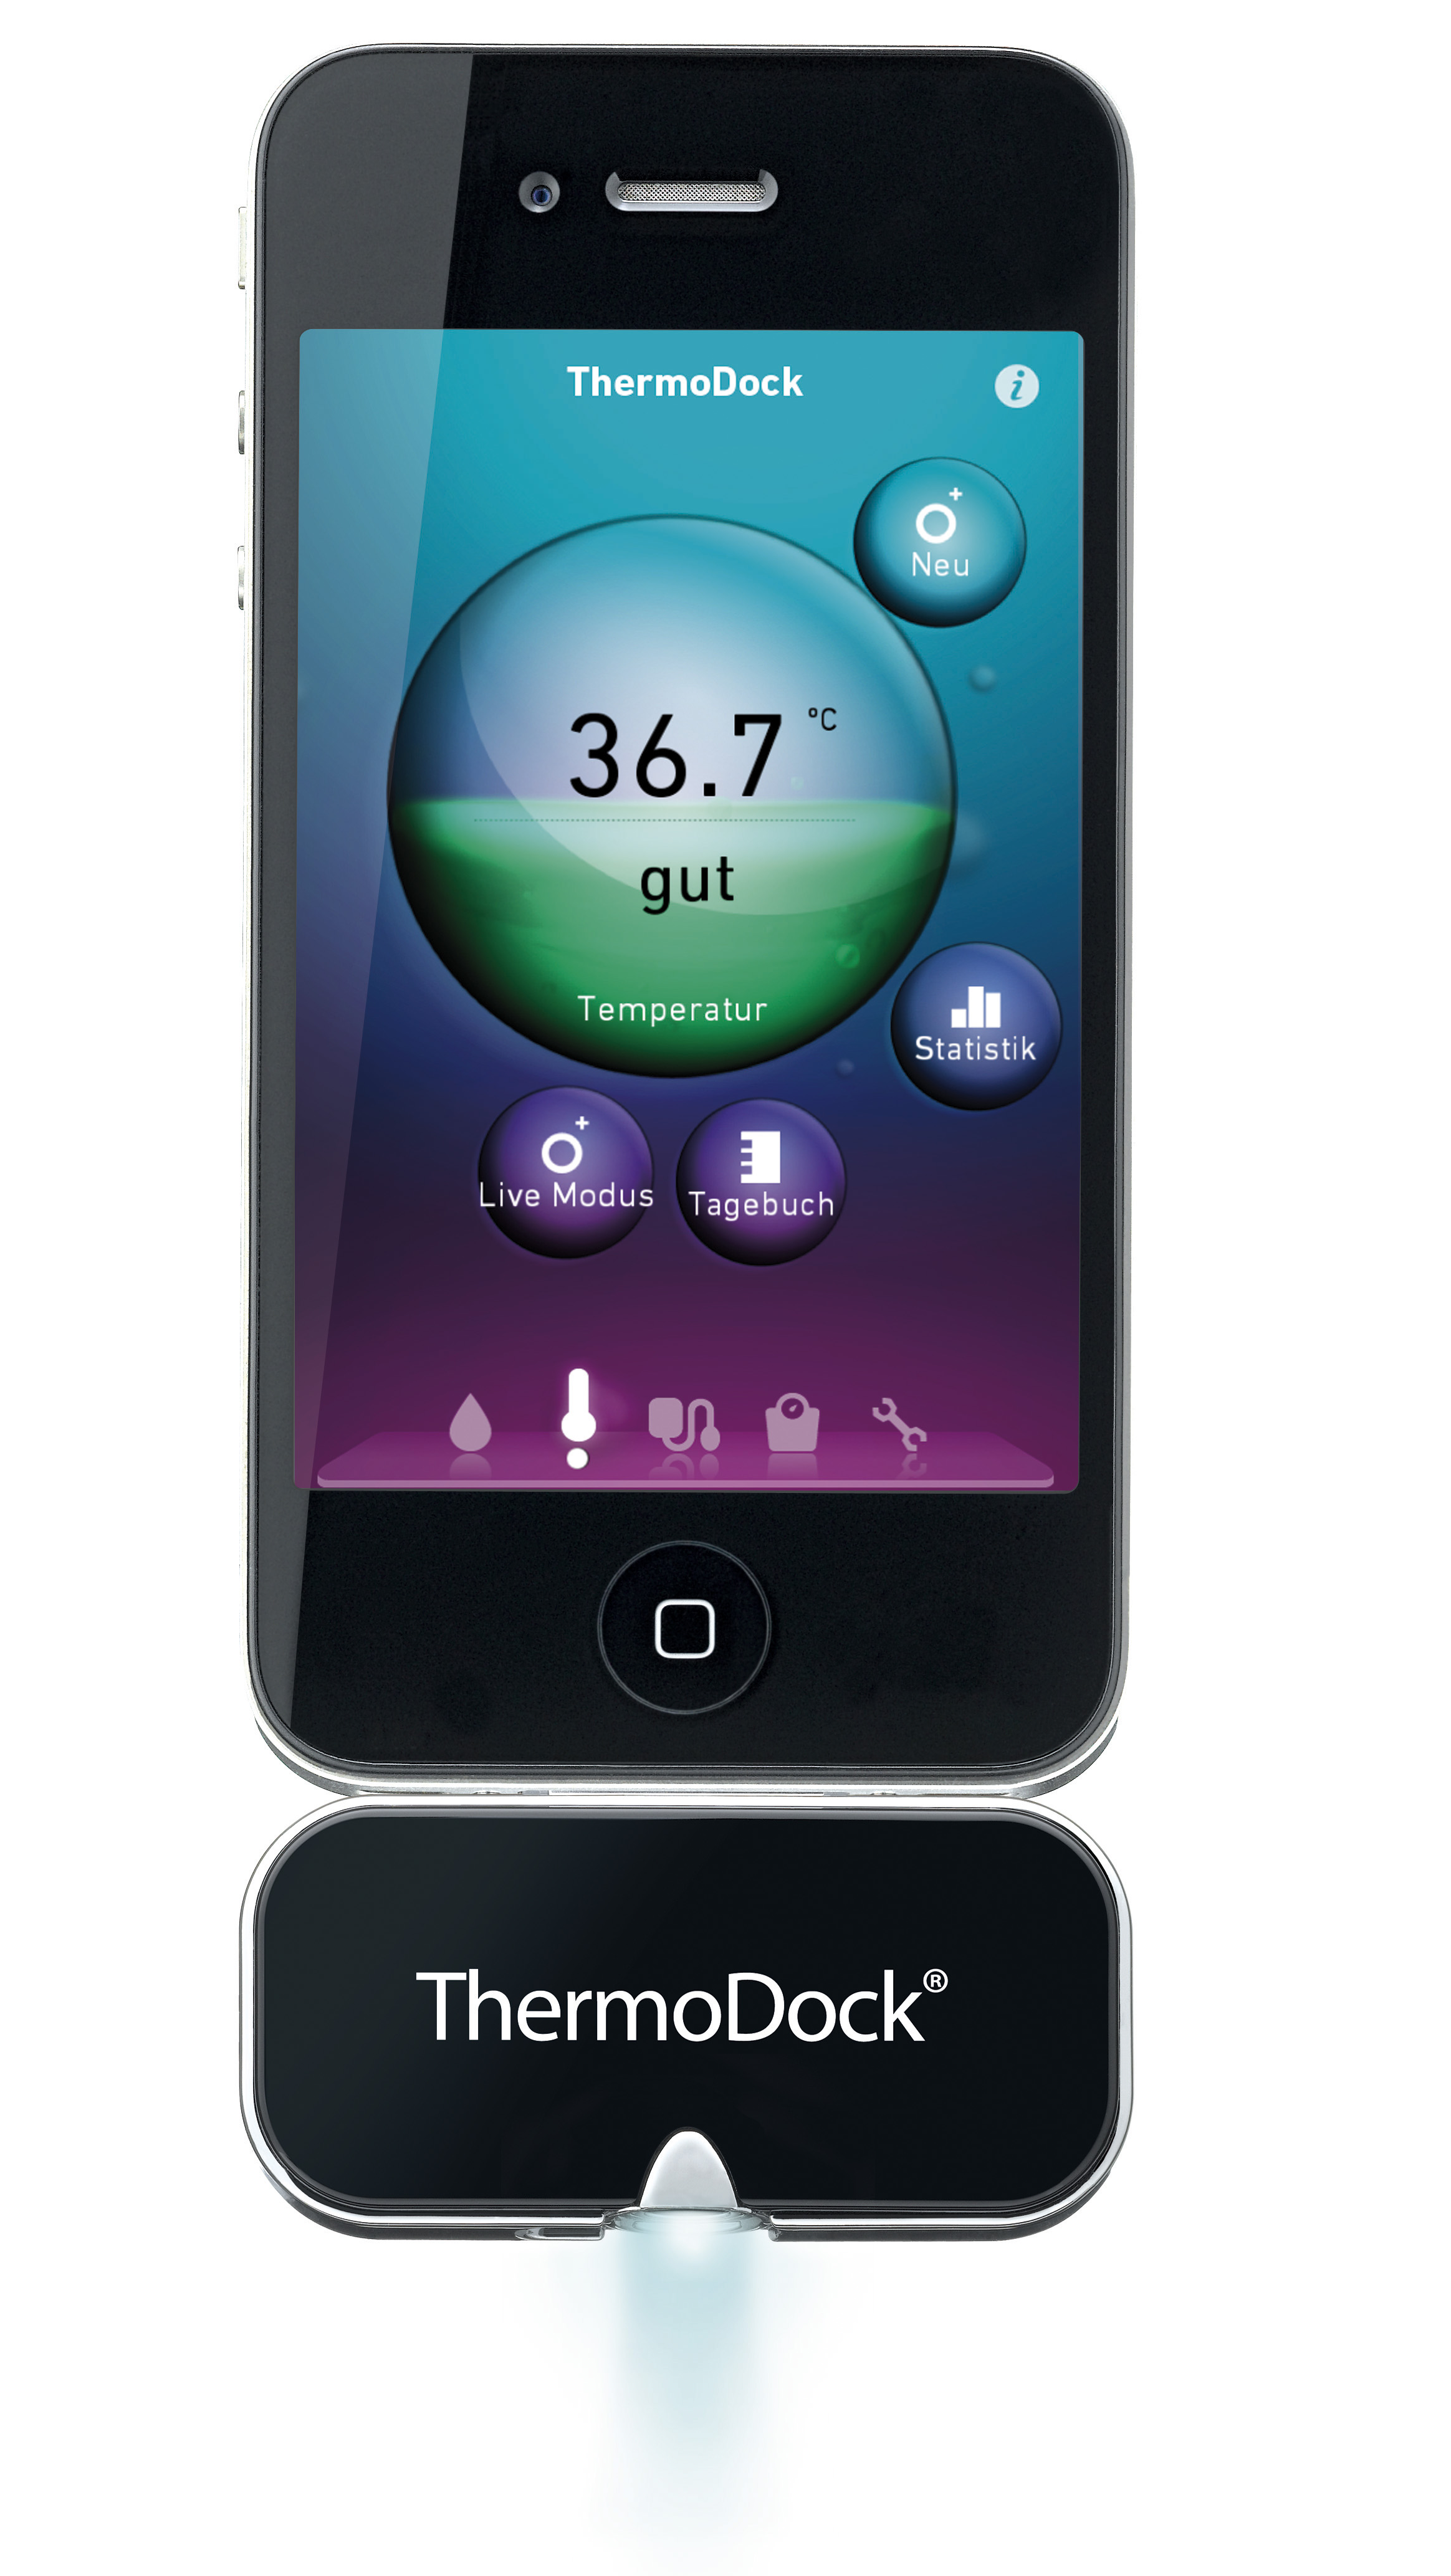 ThermoDock
i
Neu
36.7 °C
gut
Temperatur
Statistik
Live Modus
Tagebuch
ThermoDock®